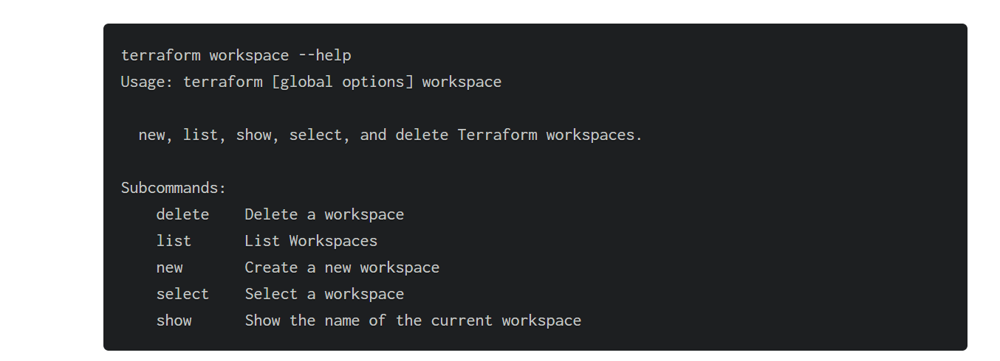 terraform workspace --help
Usage: terraform [global options] workspace
new, list, show, select, and delete Terraform workspaces.
Subcommands:
delete    Delete a workspace
list      List Workspaces
new       Create a new workspace
select    Select a workspace
show      Show the name of the current workspace